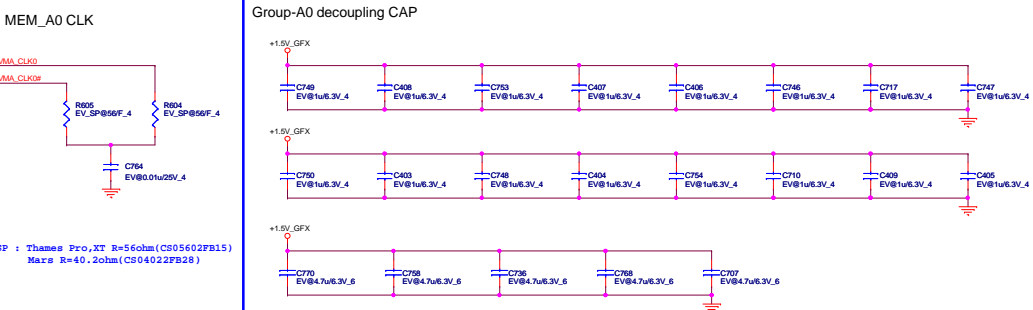 MEM_A0 CLK
VMA_CLK0
VMA_CLK0#
R605
EV_SP@56/F_4
R604
EV_SP@56/F_4
C764
EV@0.01u/25V_4
SP : Thames Pro,XT R=56ohm(CS05602FB15)
Mars R=40.2ohm(CS04022FB28)
Group-A0 decoupling CAP
+1.5V_GFX
C749
EV@1u/6.3V_4
C408
EV@1u/6.3V_4
C753
EV@1u/6.3V_4
C407
EV@1u/6.3V_4
C406
EV@1u/6.3V_4
C746
EV@1u/6.3V_4
C717
EV@1u/6.3V_4
C747
EV@1u/6.3V_4
+1.5V_GFX
C750
EV@1u/6.3V_4
C403
EV@1u/6.3V_4
C748
EV@1u/6.3V_4
C404
EV@1u/6.3V_4
C754
EV@1u/6.3V_4
C710
EV@1u/6.3V_4
C409
EV@1u/6.3V_4
C405
EV@1u/6.3V_4
+1.5V_GFX
C770
EV@4.7u/6.3V_6
C758
EV@4.7u/6.3V_6
C736
EV@4.7u/6.3V_6
C768
EV@4.7u/6.3V_6
C707
EV@4.7u/6.3V_6